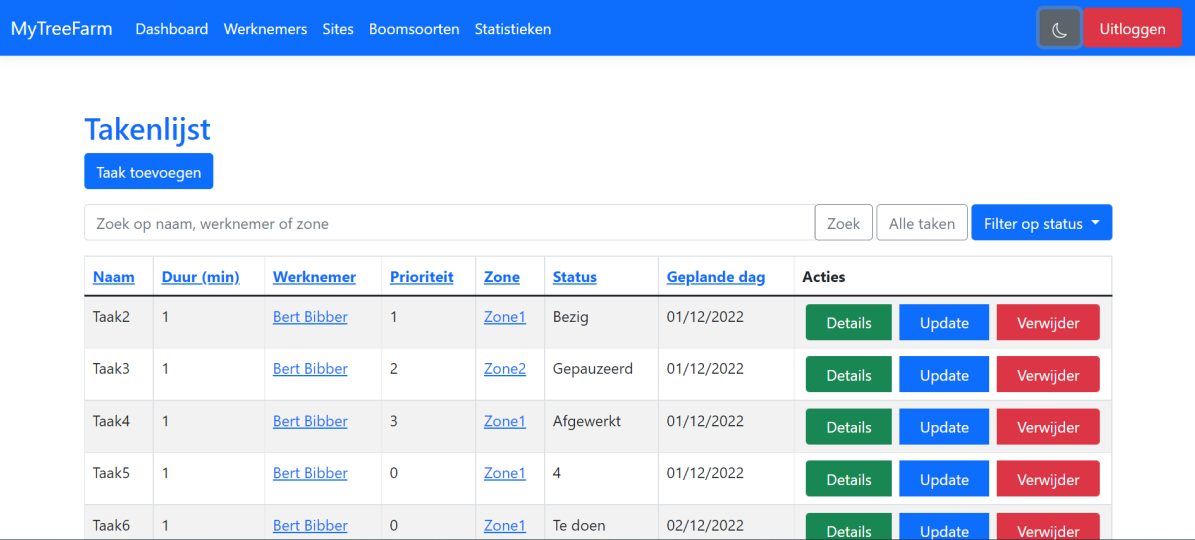 MyTreeFarm Dashboard Werknemers Sites Boomsoorten Statistieken Uitloggen
Takenlijst
Taak toevoegen
Zoek op naam, werknemer of zone Zoek Alle taken Filter op status
Naam Duur (min) Werknemer Prioriteit Zone Status Geplande dag Acties
Taak2 1 Bert Bibber 1 Zone1 Bezig 01/12/2022 Details Update Verwijder
Taak3 1 Bert Bibber 2 Zone2 Gepauzeerd 01/12/2022 Details Update Verwijder
Taak4 1 Bert Bibber 3 Zone1 Afgewerkt 01/12/2022 Details Update Verwijder
Taak5 1 Bert Bibber 0 Zone1 4 01/12/2022 Details Update Verwijder
Taak6 1 Bert Bibber 0 Zone1 Te doen 02/12/2022 Details Update Verwijder